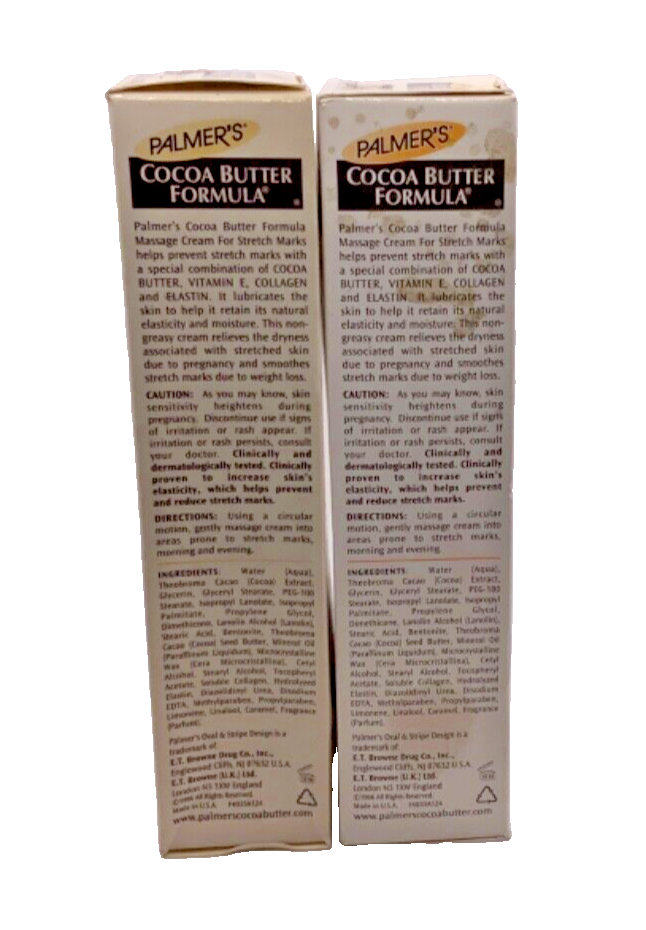 PALMER'S
COCOA BUTTER
FORMULA®
Palmer's Cocoa Butter Formula
Massage Cream For Stretch Marks
helps prevent stretch marks with
a special combination of COCOA
BUTTER, VITAMIN E, COLLAGEN
and ELASTIN. It lubricates the
skin to help it retain its natural
elasticity and moisture. This non-
greasy cream relieves the dryness
associated with stretched skin
due to pregnancy and smoothes
stretch marks due to weight loss.
CAUTION: As you may know, skin
sensitivity heightens during
pregnancy. Discontinue use if signs
of irritation or rash appear. If
irritation or rash persists, consult
your doctor. Clinically and
dermatologically tested. Clinically
proven to increase skin's
elasticity, which helps prevent
and reduce stretch marks.
DIRECTIONS: Using a circular
motion, gently massage cream into
areas prone to stretch marks,
morning and evening.
INGREDIENTS: Water (Aqua),
Theobroma Cacao (Cocoa) Extract,
Glycerin, Glyceryl Stearate, PEG-100
Stearate, Isopropyl Lanolate, Isopropyl
Palmitate, Propylene Glycol,
Dimethicone, Lanolin Alcohol (Lanolin),
Stearic Acid, Bentonite, Theobroma
Cacao (Cocoa) Seed Butter, Mineral Oil
(Paraffinum Liquidum), Microcrystalline
Wax (Cera Microcristallina), Cetyl
Alcohol, Stearyl Alcohol, Tocopheryl
Acetate, Soluble Collagen, Hydrolyzed
Elastin, Diazolidinyl Urea, Disodium
EDTA, Methylparaben, Propylparaben,
Limonene, Linalool, Caramel, Fragrance
(Parfum).
Palmer's Oval & Stripe Design is a
trademark of:
E.T. Browne Drug Co., Inc.,
Englewood Cliffs, NJ 07632 U.S.A.
E.T. Browne (U.K.) Ltd.
London N3 1XW England
All Rights Reserved
Made in U.S.A.
www.palmerscocoabutter.com
PALMER'S
COCOA BUTTER
FORMULA®
Palmer's Cocoa Butter Formula
Massage Cream For Stretch Marks
helps prevent stretch marks with
a special combination of COCOA
BUTTER, VITAMIN E, COLLAGEN
and ELASTIN. It lubricates the
skin to help it retain its natural
elasticity and moisture. This non-
greasy cream relieves the dryness
associated with stretched skin
due to pregnancy and smoothes
stretch marks due to weight loss.
CAUTION: As you may know, skin
sensitivity heightens during
pregnancy. Discontinue use if signs
of irritation or rash appear. If
irritation or rash persists, consult
your doctor. Clinically and
dermatologically tested. Clinically
proven to increase skin's
elasticity, which helps prevent
and reduce stretch marks.
DIRECTIONS: Using a circular
motion, gently massage cream into
areas prone to stretch marks,
morning and evening.
INGREDIENTS: Water (Aqua),
Theobroma Cacao (Cocoa) Extract,
Glycerin, Glyceryl Stearate, PEG-100
Stearate, Isopropyl Lanolate, Isopropyl
Palmitate, Propylene Glycol,
Dimethicone, Lanolin Alcohol (Lanolin),
Stearic Acid, Bentonite, Theobroma
Cacao (Cocoa) Seed Butter, Mineral Oil
(Paraffinum Liquidum), Microcrystalline
Wax (Cera Microcristallina), Cetyl
Alcohol, Stearyl Alcohol, Tocopheryl
Acetate, Soluble Collagen, Hydrolyzed
Elastin, Diazolidinyl Urea, Disodium
EDTA, Methylparaben, Propylparaben,
Limonene, Linalool, Caramel, Fragrance
(Parfum).
Palmer's Oval & Stripe Design is a
trademark of:
E.T. Browne Drug Co., Inc.,
Englewood Cliffs, NJ 07632 U.S.A.
E.T. Browne (U.K.) Ltd.
London N3 1XW England
All Rights Reserved
Made in U.S.A.
www.palmerscocoabutter.com